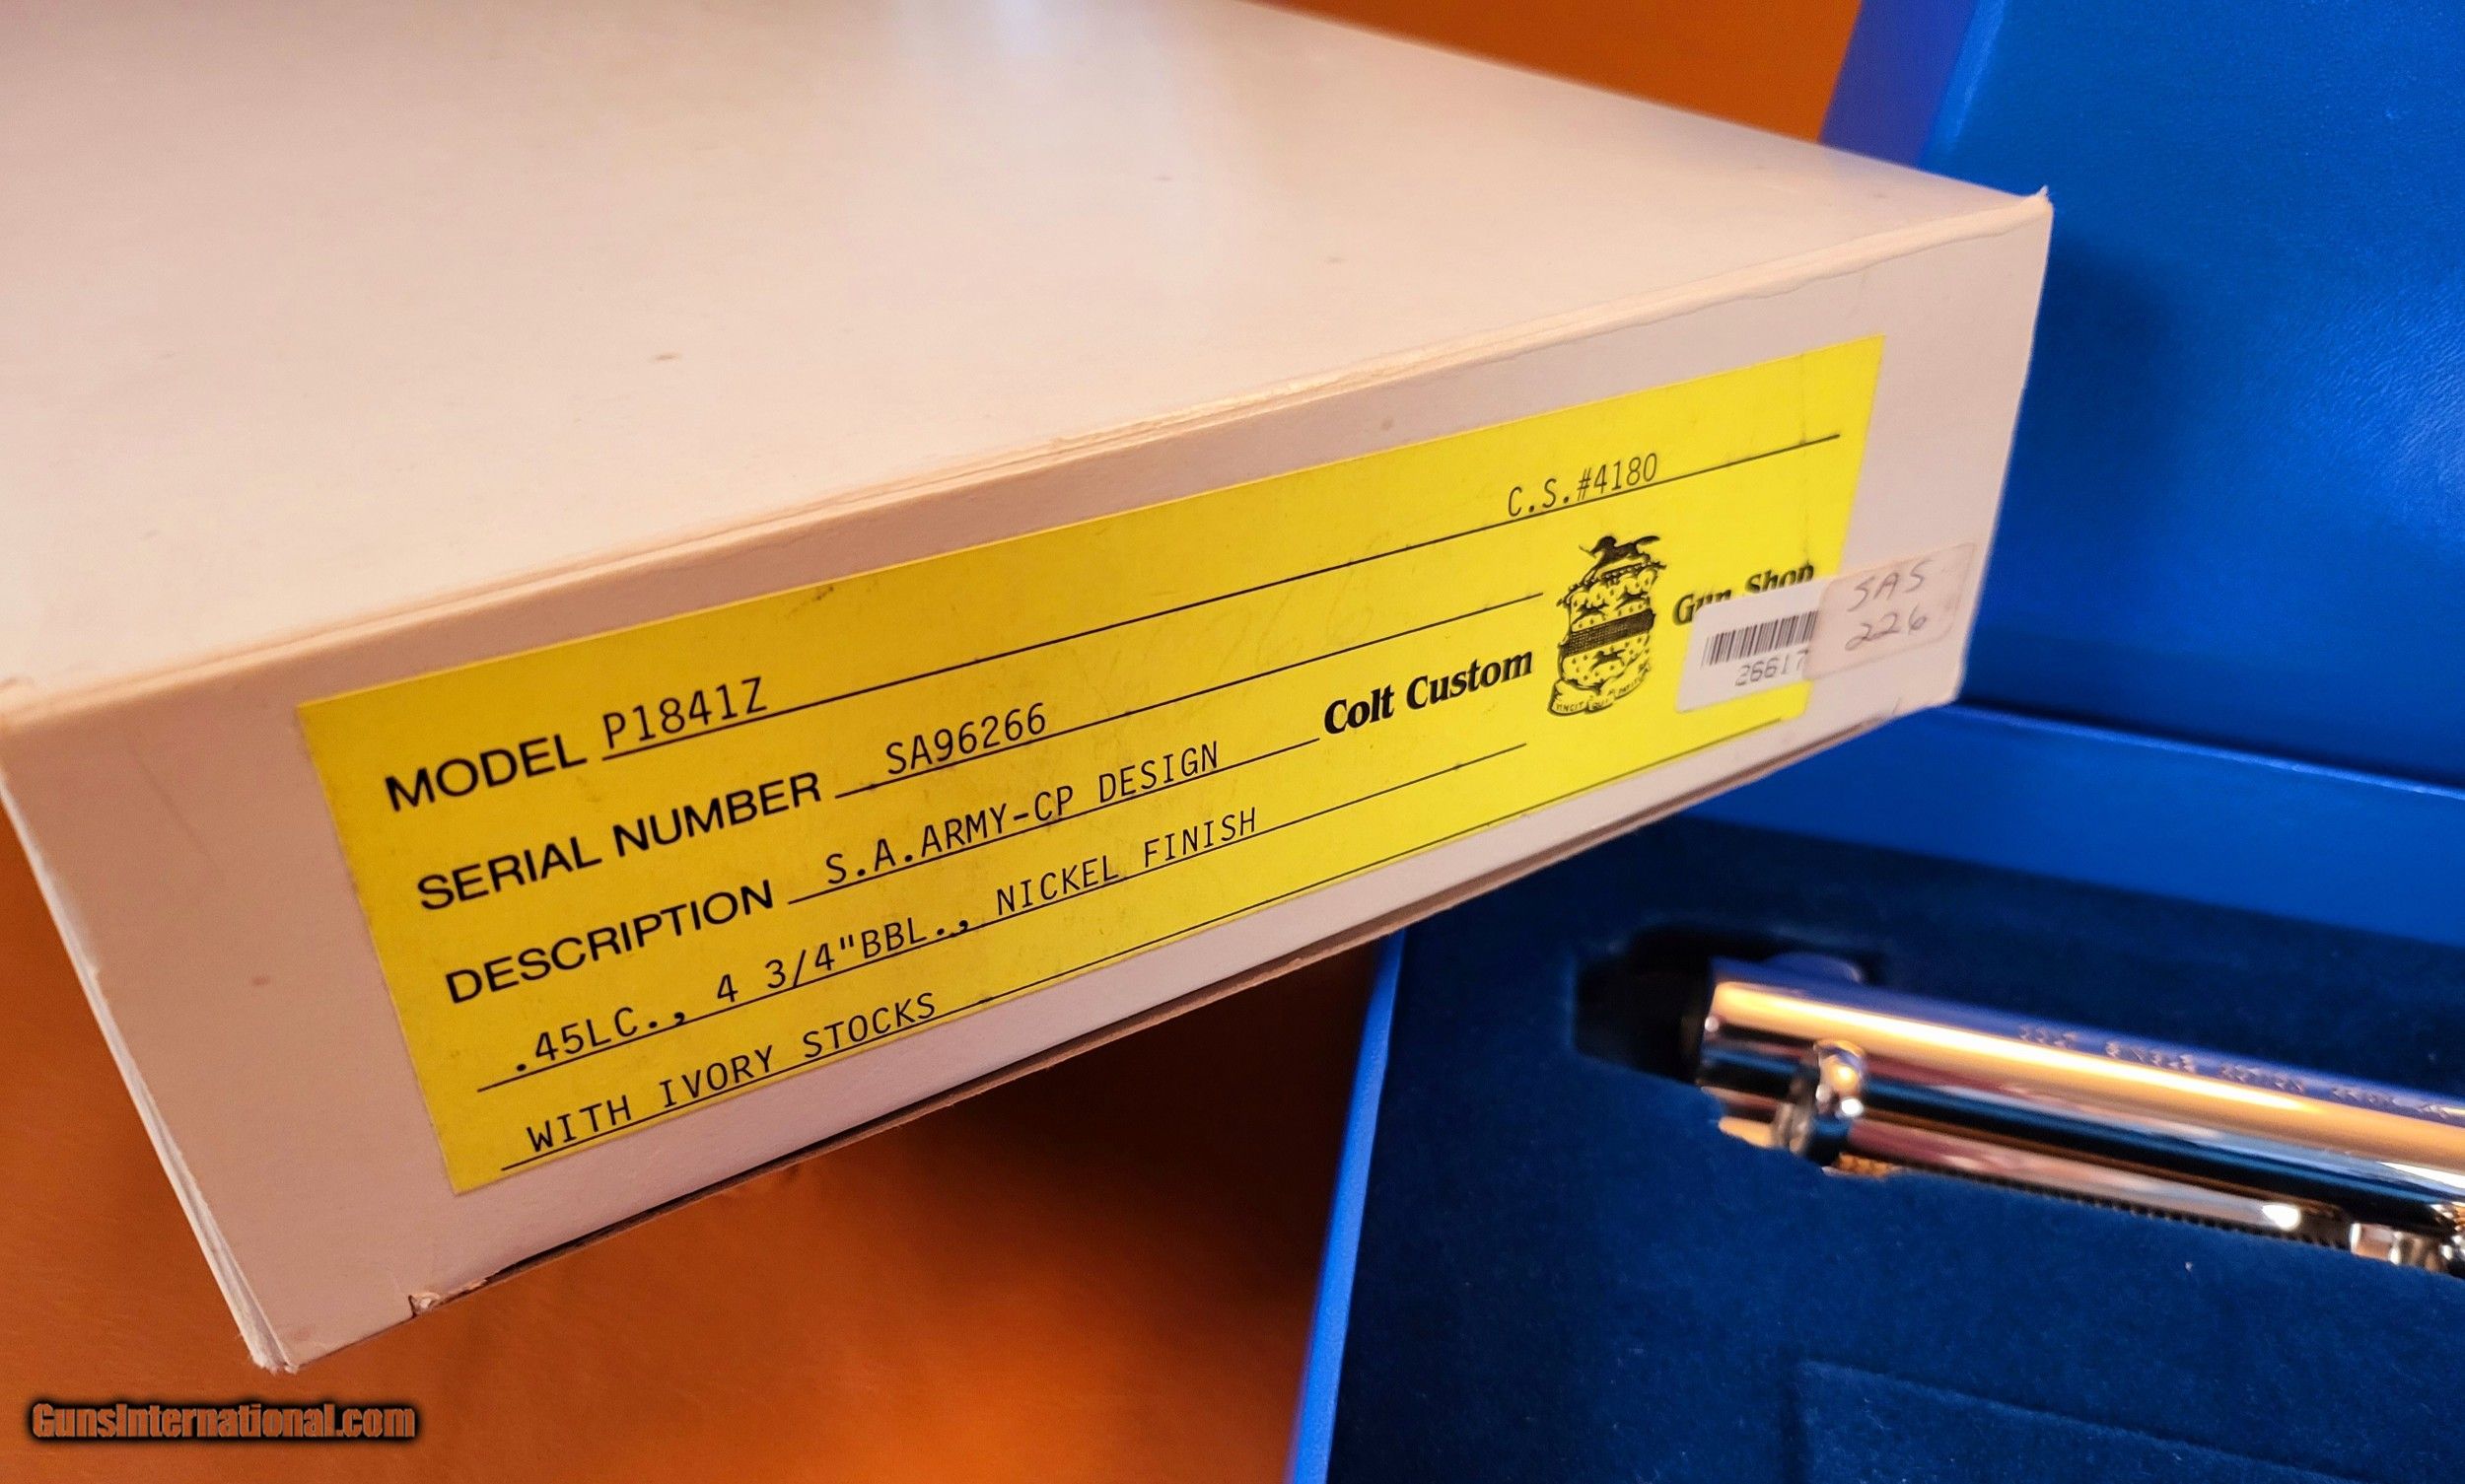 C.S.#4180
MODEL P1841Z
SERIAL NUMBER SA96266
DESCRIPTION S.A.ARMY-CP DESIGN
.45LC., 4 3/4"BBL., NICKEL FINISH
WITH IVORY STOCKS
Colt Custom Gun Shop
26617
SAS
226
GunsInternational.com